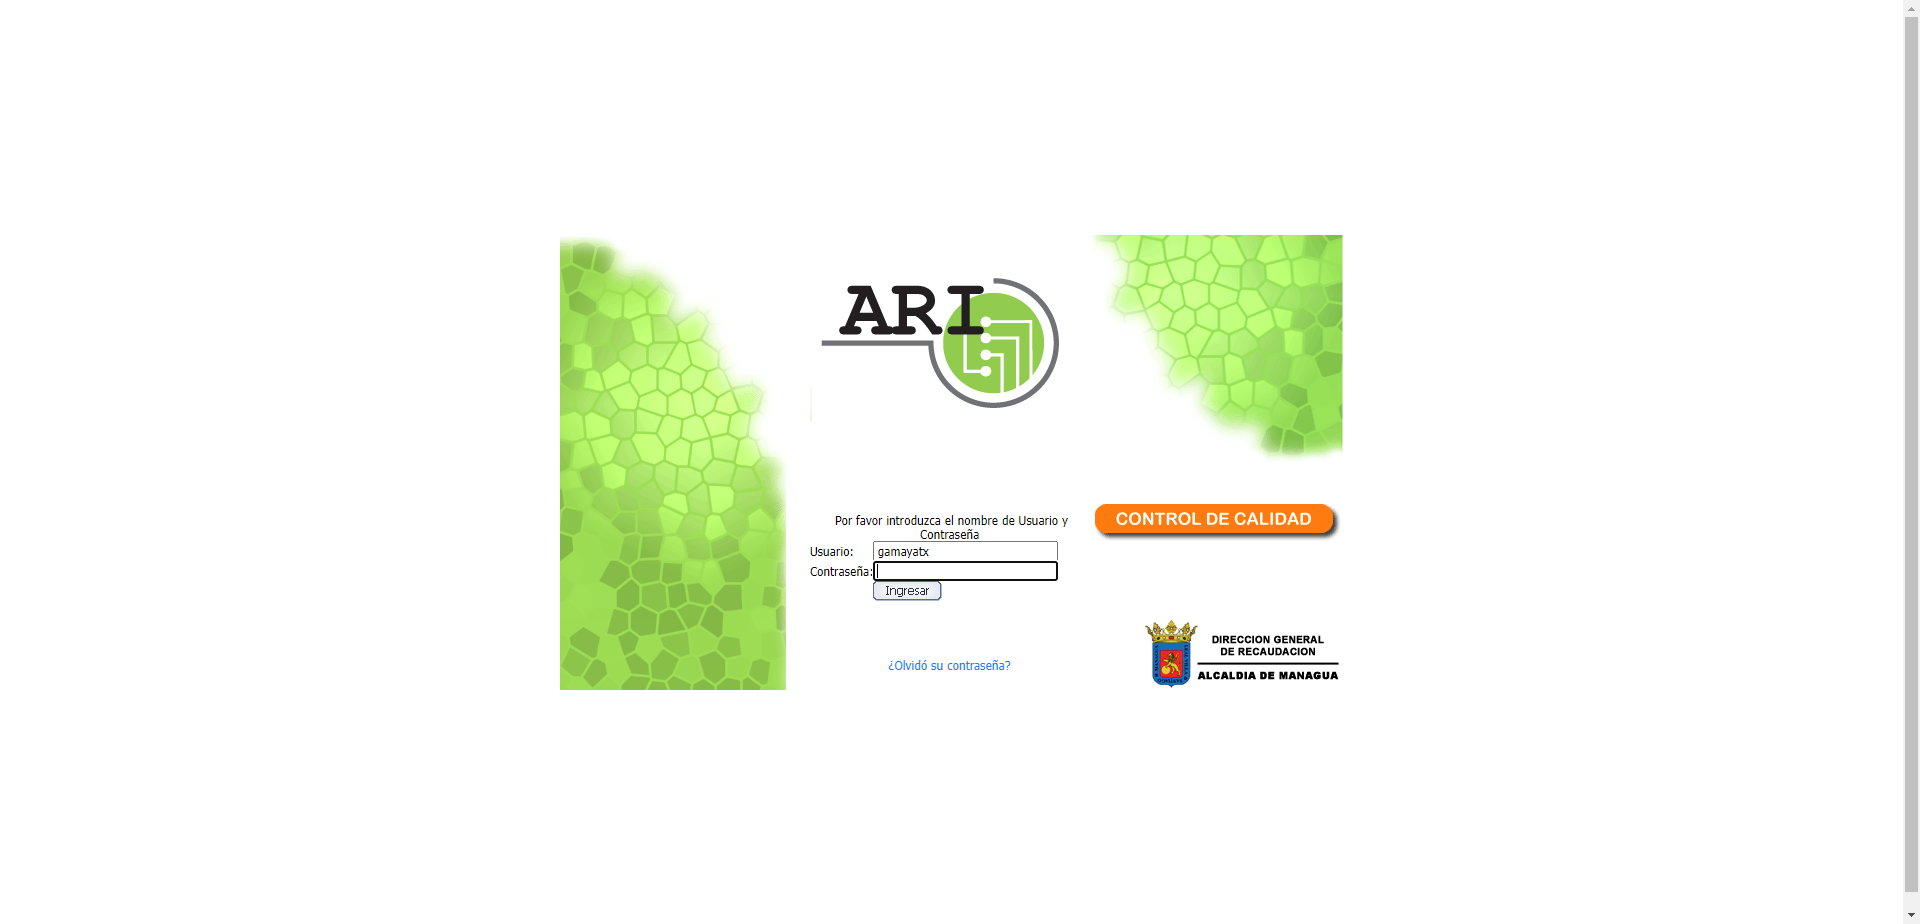 ARI
Por favor introduzca el nombre de Usuario y
Contraseña
Usuario: gamayatx
Contraseña:
Ingresar
¿Olvidó su contraseña?
CONTROL DE CALIDAD
DIRECCION GENERAL
DE RECAUDACION
ALCALDIA DE MANAGUA